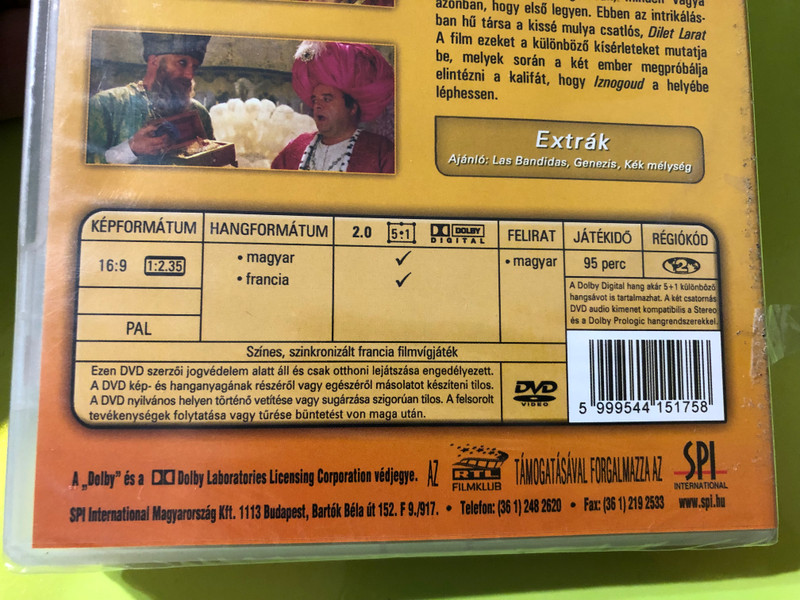 minden vágya
azonban, hogy első legyen. Ebben az intrikálás-
ban hű társa a kissé mulya csatlós, Dilet Larat
A film ezeket a különböző kísérleteket mutatja
be, melyek során a két ember megpróbálja
elintézni a kalifát, hogy Iznogoud a helyébe
léphessen.
Extrák
Ajánló: Las Bandidas, Genezis, Kék mélység
KÉPFORMÁTUM HANGFORMÁTUM 2.0 5:1 DOLBY DIGITAL FELIRAT JÁTÉKIDŐ RÉGIÓKÓD
16:9 1:2.35 • magyar ✓ • magyar 95 perc 2
• francia ✓
PAL
A Dolby Digital hang akár 5+1 különböző
hangsávot is tartalmazhat. A két csatornás
DVD audio kimenet kompatibilis a Stereo
és a Dolby Prologic hangrendszerekkel.
Színes, szinkronizált francia filmvígjáték
Ezen DVD szerzői jogvédelem alatt áll és csak otthoni lejátszása engedélyezett.
A DVD kép- és hanganyagának részéről vagy egészéről másolatot készíteni tilos.
A DVD nyilvános helyen történő vetítése vagy sugárzása szigorúan tilos. A felsorolt
tevékenységek folytatása vagy tűrése büntetést von maga után.
DVD
VIDEO
5 999544 151758
A „Dolby” és a Dolby Laboratories Licensing Corporation védjegye.
AZ RTL FILMKLUB TÁMOGATÁSÁVAL FORGALMAZZA AZ SPI INTERNATIONAL
SPI International Magyarország Kft. 1113 Budapest, Bartók Béla út 152. F 9./917. • Telefon: (36 1) 248 2620 • Fax: (36 1) 219 2533 www.spi.hu